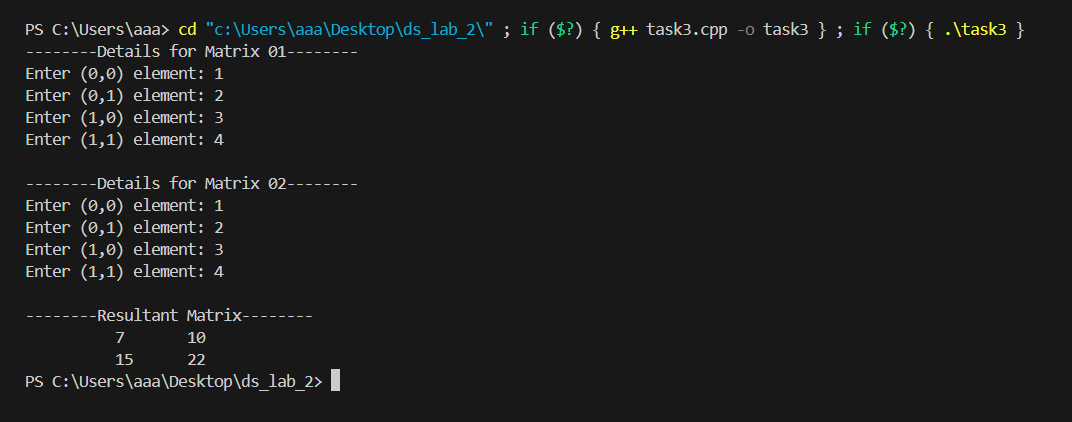 PS C:\Users\aaa> cd "c:\Users\aaa\Desktop\ds_lab_2\" ; if ($?) { g++ task3.cpp -o task3 } ; if ($?) { .\task3 }
--------Details for Matrix 01--------
Enter (0,0) element: 1
Enter (0,1) element: 2
Enter (1,0) element: 3
Enter (1,1) element: 4
--------Details for Matrix 02--------
Enter (0,0) element: 1
Enter (0,1) element: 2
Enter (1,0) element: 3
Enter (1,1) element: 4
--------Resultant Matrix--------
7 10
15 22
PS C:\Users\aaa\Desktop\ds_lab_2>